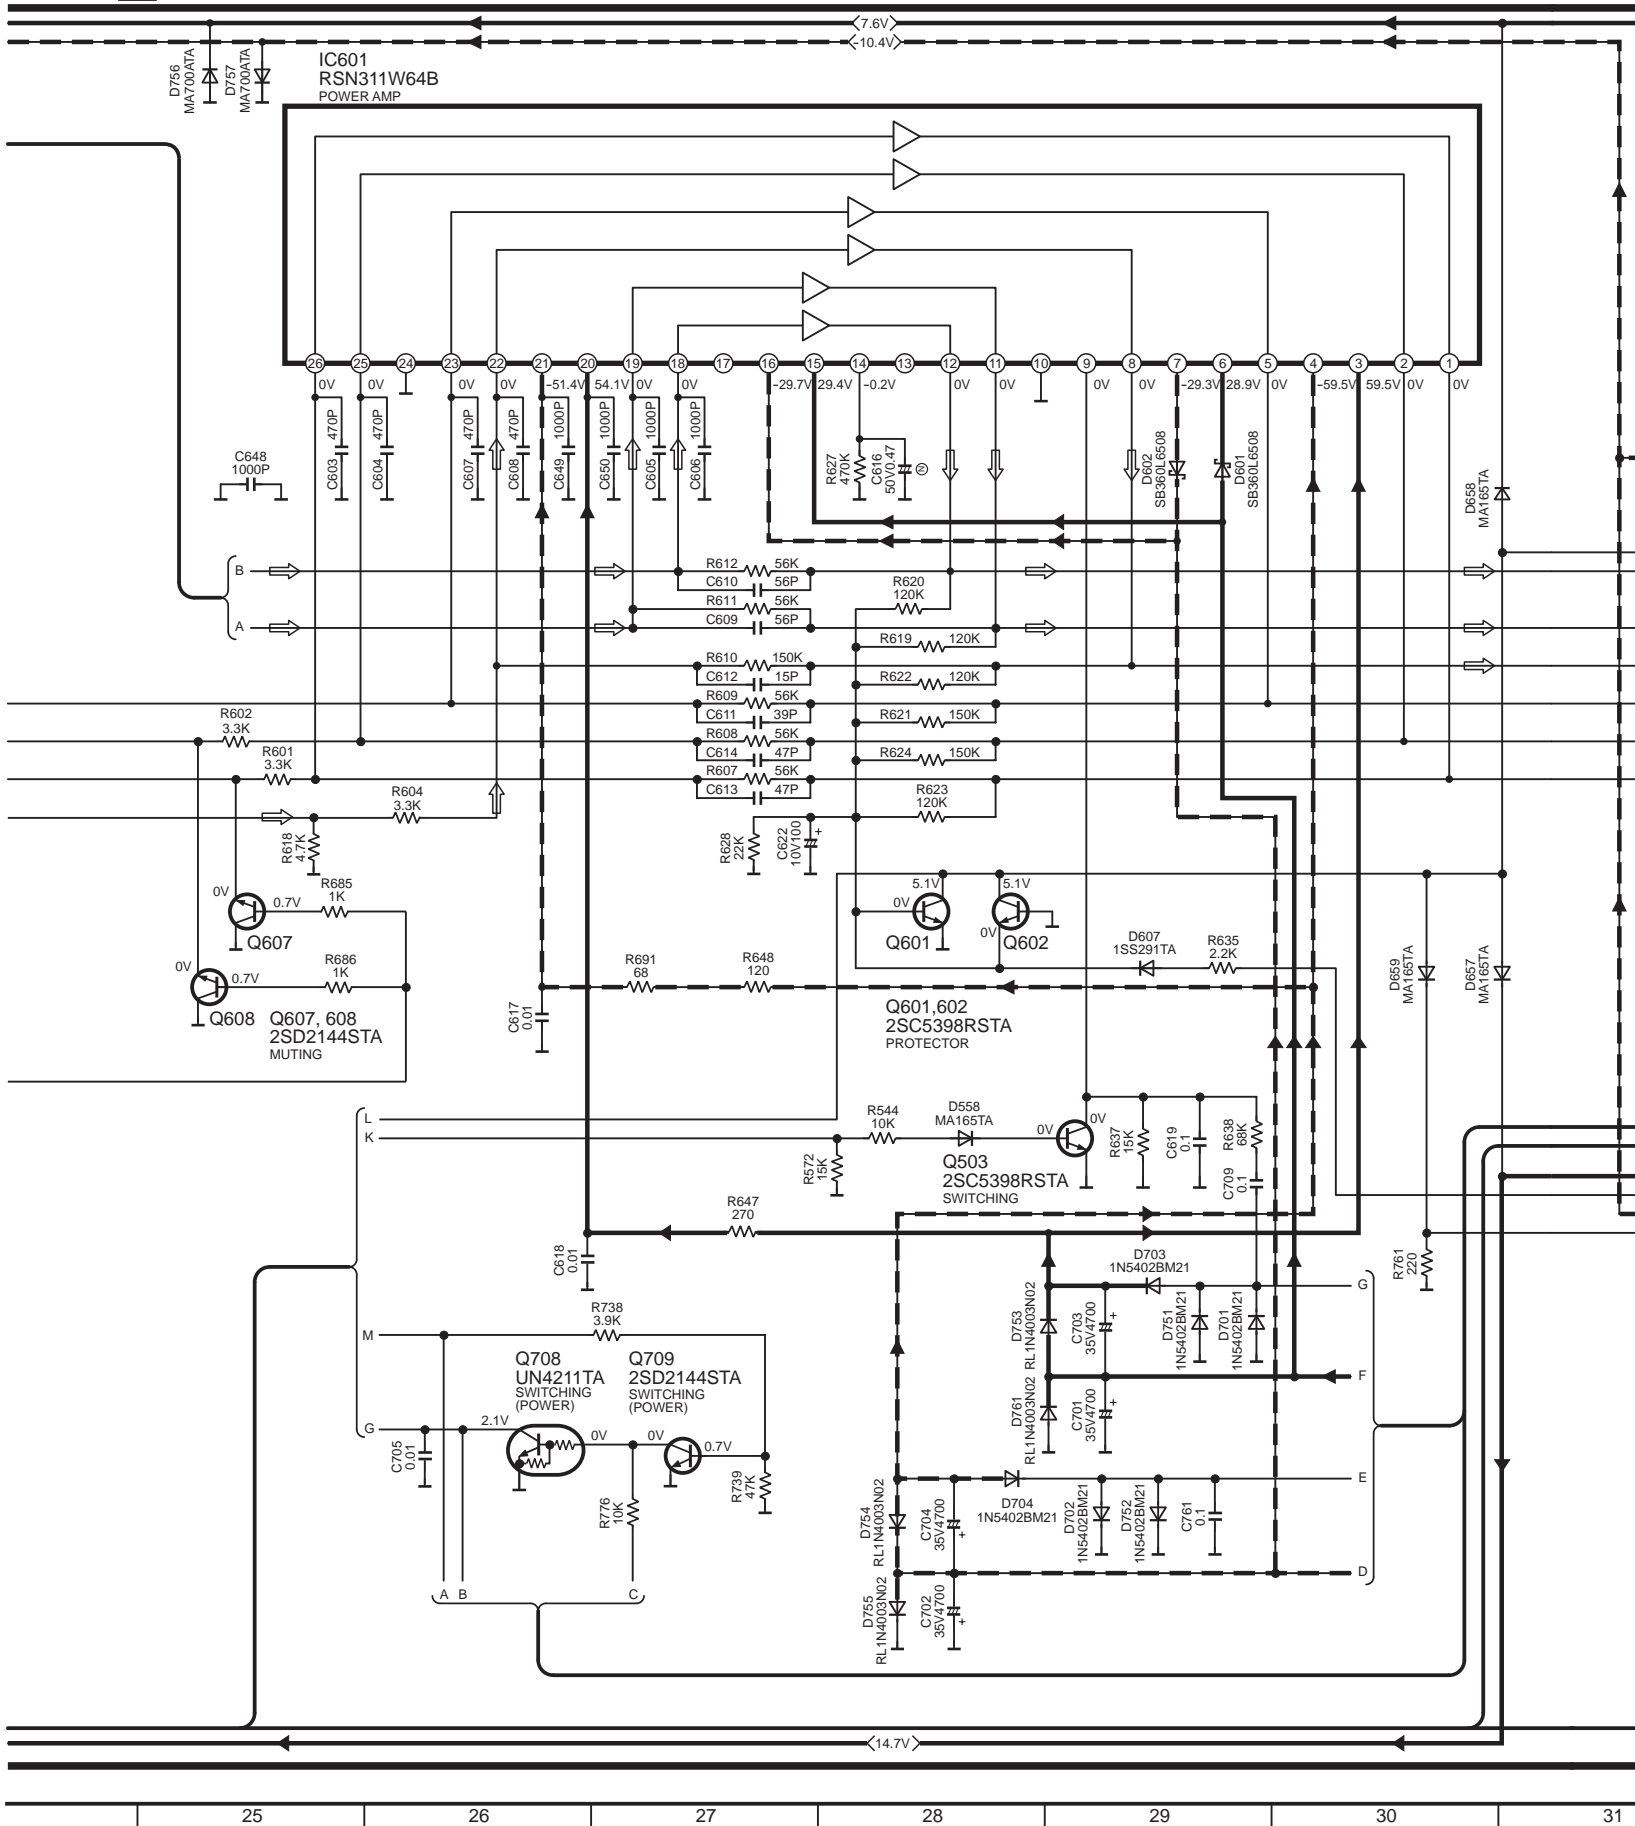 7.6V
-10.4V
D756
MA700ATA
D757
MA700ATA
IC601
RSN311W64B
POWER AMP
26 25 24 23 22 21 20 19 18 17 16 15 14 13 12 11 10 9 8 7 6 5 4 3 2 1
0V 0V 0V 0V -51.4V 54.1V 0V 0V -29.7V 29.4V -0.2V 0V 0V 0V 0V -29.3V 28.9V 0V -59.5V 59.5V 0V 0V
C648
1000P
C603 470P
C604 470P
C607 470P
C608 470P
C649 1000P
C650 1000P
C605 1000P
C606 1000P
R627
470K
C616
50V0.47
N
D602
SB360L6508
D601
SB360L6508
D658
MA165TA
B
A
R612 56K
C610 56P
R611 56K
C609 56P
R610 150K
C612 15P
R609 56K
C611 39P
R608 56K
C614 47P
R607 56K
C613 47P
R620
120K
R619 120K
R622 120K
R621 150K
R624 150K
R623
120K
R602
3.3K
R601
3.3K
R604
3.3K
R618
4.7K
R628
22K
C622
10V100
+
0V
0.7V
R685
1K
Q607
0V
0.7V
R686
1K
Q608
Q607, 608
2SD2144STA
MUTING
5.1V 5.1V
0V
Q601
0V
Q602
D607
1SS291TA
R635
2.2K
D659
MA165TA
D657
MA165TA
R691
68
R648
120
C617
0.01
Q601,602
2SC5398RSTA
PROTECTOR
L
K
R544
10K
D558
MA165TA
0V
0V
R572
15K
Q503
2SC5398RSTA
SWITCHING
R637
15K
C619
0.1
R638
68K
C709
0.1
R647
270
C618
0.01
D703
1N5402BM21
R761
220
G
D753
RL1N4003N02
C703
35V4700
+
D751
1N5402BM21
D701
1N5402BM21
M
R738
3.9K
Q708
UN4211TA
SWITCHING
(POWER)
Q709
2SD2144STA
SWITCHING
(POWER)
F
D761
RL1N4003N02
C701
35V4700
+
G
2.1V
0V
0V
0.7V
C705
0.01
R776
10K
R739
47K
E
D754
RL1N4003N02
C704
35V4700
+
D704
1N5402BM21
D702
1N5402BM21
D752
1N5402BM21
C761
0.1
D
A B C
D755
RL1N4003N02
C702
35V4700
+
14.7V
25 26 27 28 29 30 31